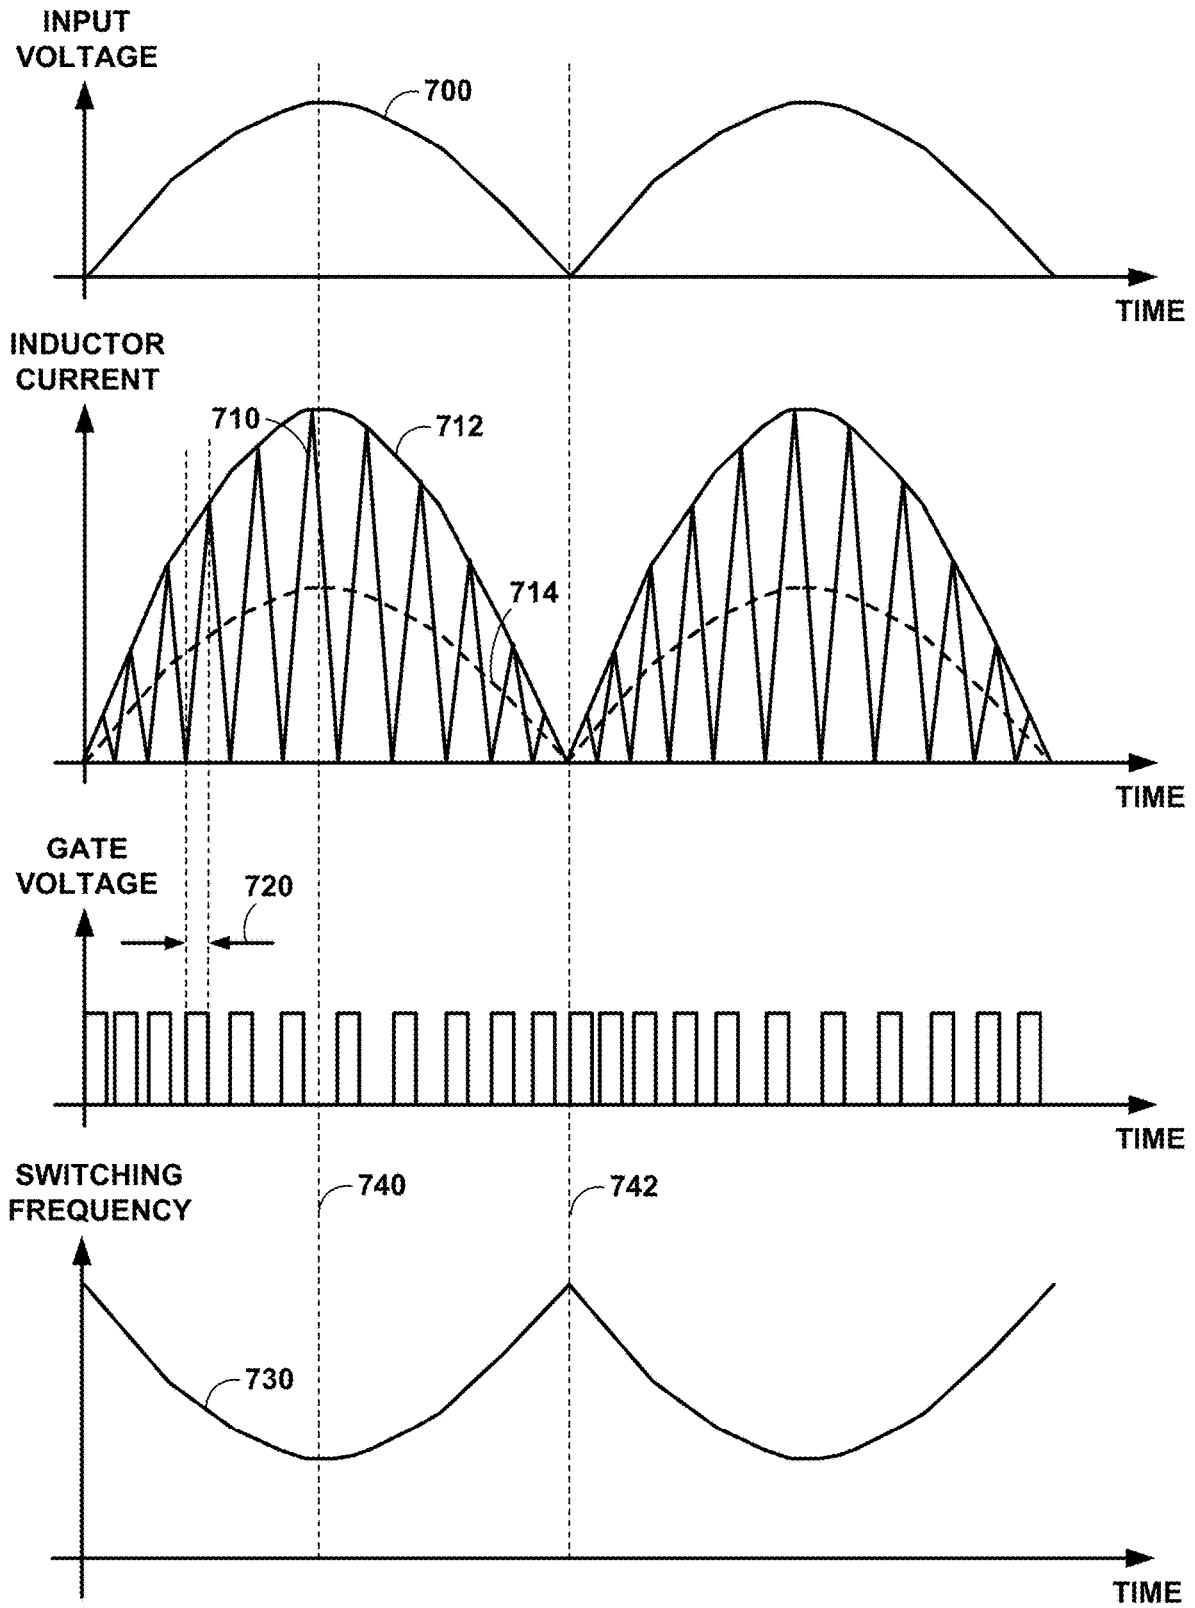 INPUT
VOLTAGE
700
TIME
INDUCTOR
CURRENT
710
712
714
TIME
GATE
VOLTAGE
720
TIME
SWITCHING
FREQUENCY
740
742
730
TIME